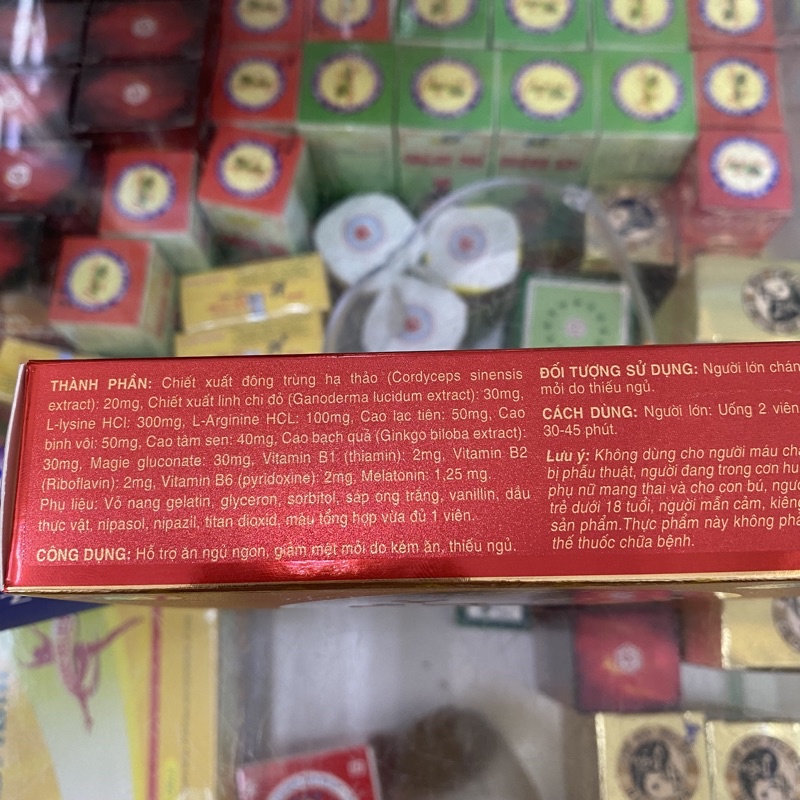 THÀNH PHẦN: Chiết xuất đông trùng hạ thảo (Cordyceps sinensis
extract): 20mg, Chiết xuất linh chi đỏ (Ganoderma lucidum extract): 30mg,
L-lysine HCl: 300mg, L-Arginine HCL: 100mg, Cao lạc tiên: 50mg, Cao
bình vôi: 50mg, Cao tâm sen: 40mg, Cao bạch quả (Ginkgo biloba extract):
30mg, Magie gluconate: 30mg, Vitamin B1 (thiamin): 2mg, Vitamin B2
(Riboflavin): 2mg, Vitamin B6 (pyridoxine): 2mg, Melatonin: 1,25 mg.
Phụ liệu: Vỏ nang gelatin, glyceron, sorbitol, sáp ong trắng, vanillin, dầu
thực vật, nipasol, nipazil, titan dioxid, màu tổng hợp vừa đủ 1 viên.
CÔNG DỤNG: Hỗ trợ ăn ngủ ngon, giảm mệt mỏi do kém ăn, thiếu ngủ.
ĐỐI TƯỢNG SỬ DỤNG: Người lớn chán
mỏi do thiếu ngủ.
CÁCH DÙNG: Người lớn: Uống 2 viên
30-45 phút.
Lưu ý: Không dùng cho người máu
bị phẫu thuật, người đang trong cơn
phụ nữ mang thai và cho con bú,
trẻ dưới 18 tuổi, người mẫn cảm,
sản phẩm.Thực phẩm này không
thế thuốc chữa bệnh.